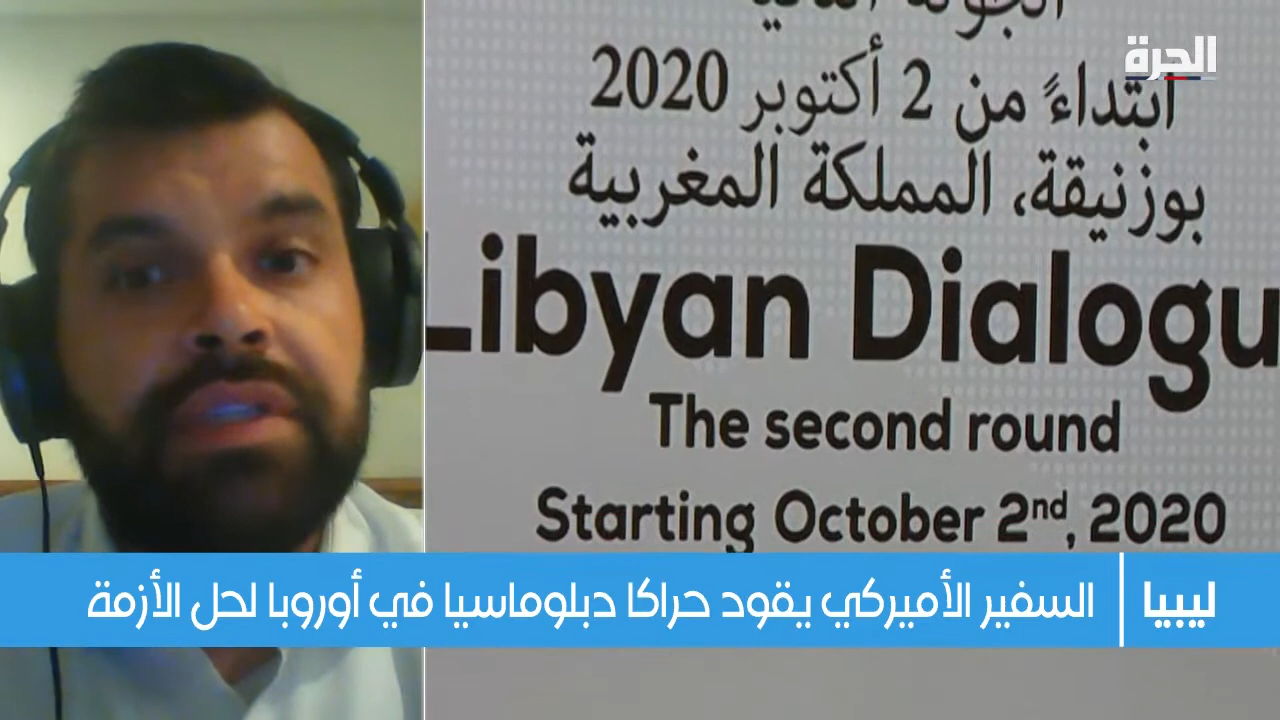 الحرة
ابتداءً من 2 أكتوبر 2020
بوزنيقة، المملكة المغربية
Libyan Dialogu
The second round
Starting October 2nd, 2020
ليبيا
السفير الأميركي يقود حراكا دبلوماسيا في أوروبا لحل الأزمة